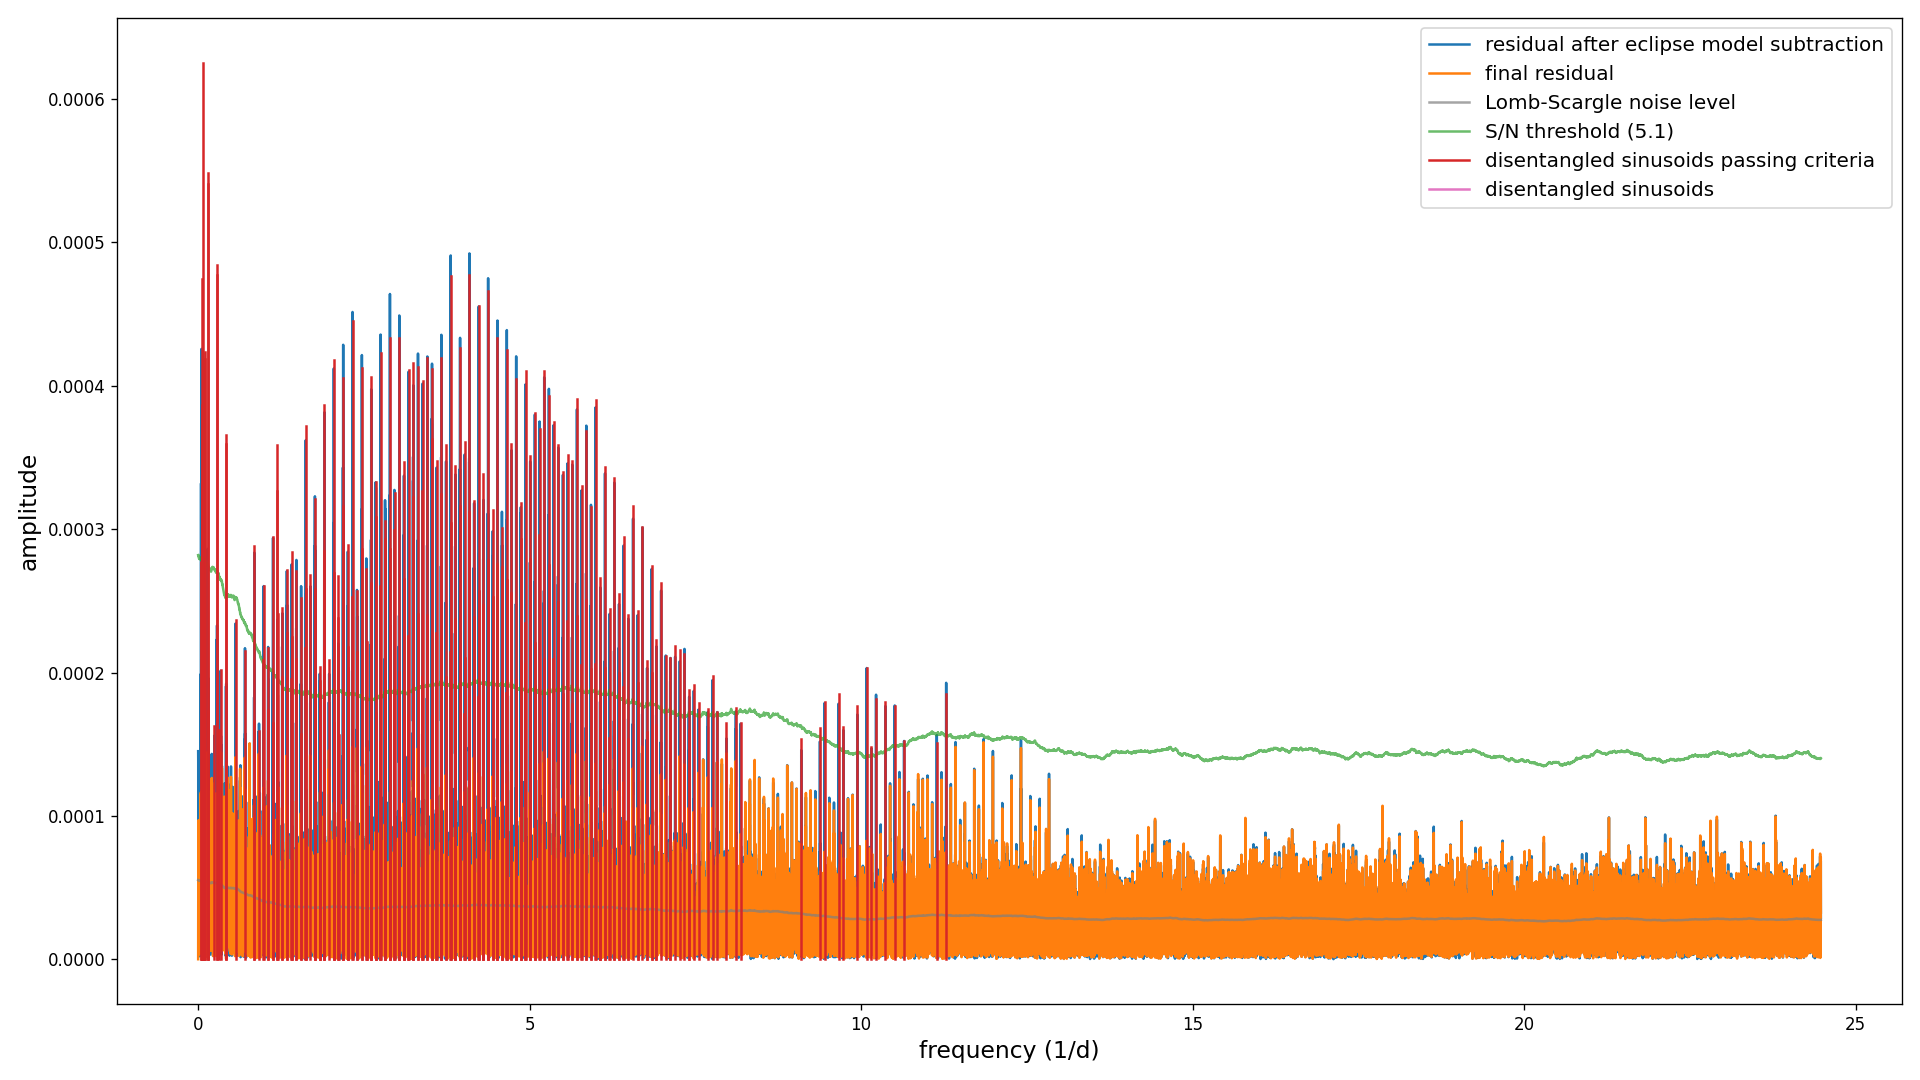 residual after eclipse model subtraction
final residual
Lomb-Scargle noise level
S/N threshold (5.1)
disentangled sinusoids passing criteria
disentangled sinusoids
0.0006
0.0005
0.0004
0.0003
0.0002
0.0001
0.0000
amplitude
0
5
10
15
20
25
frequency (1/d)